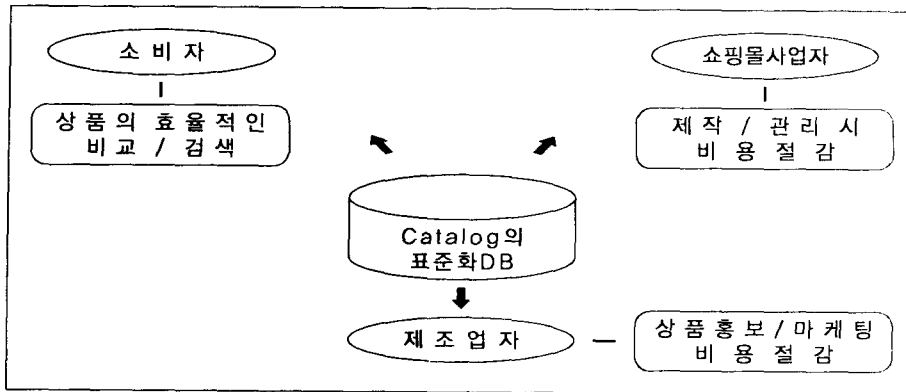 소 비 자
쇼핑몰사업자
상 품 의 효 율 적 인
비 교 / 검 색
제 작 / 관 리 시
비 용 절 감
Catalog의
표준화DB
제 조 업 자
상 품 홍 보 / 마 케 팅
비 용 절 감